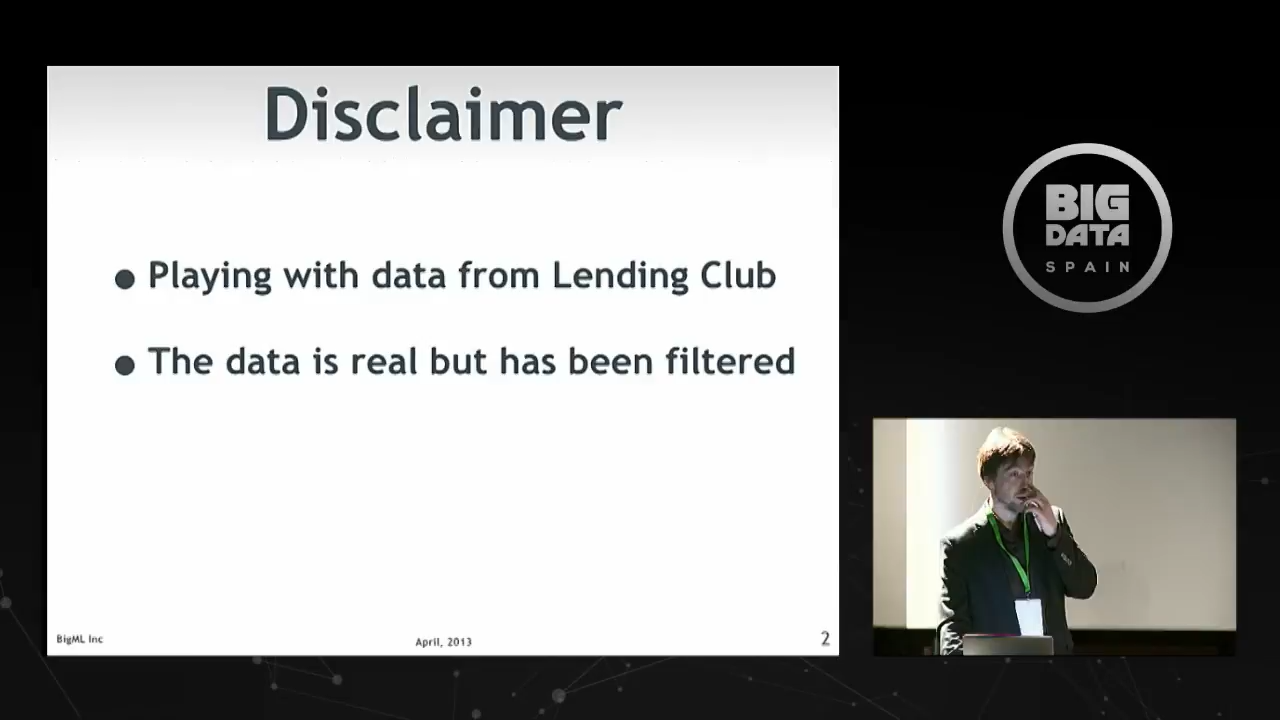 Disclaimer
● Playing with data from Lending Club
● The data is real but has been filtered
BigML Inc
April, 2013
2
BIG
DATA
SPAIN